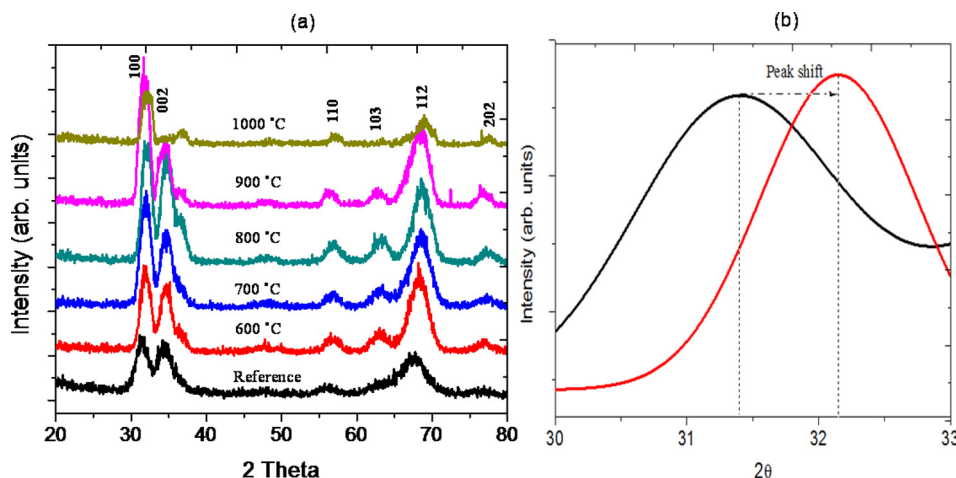 (a)
100
002
110
103
112
202
1000 °C
900 °C
800 °C
700 °C
600 °C
Reference
Intensity (arb. units)
20 30 40 50 60 70 80
2 Theta
(b)
Peak shift
Intensity (arb. units)
30 31 32 33
2θ